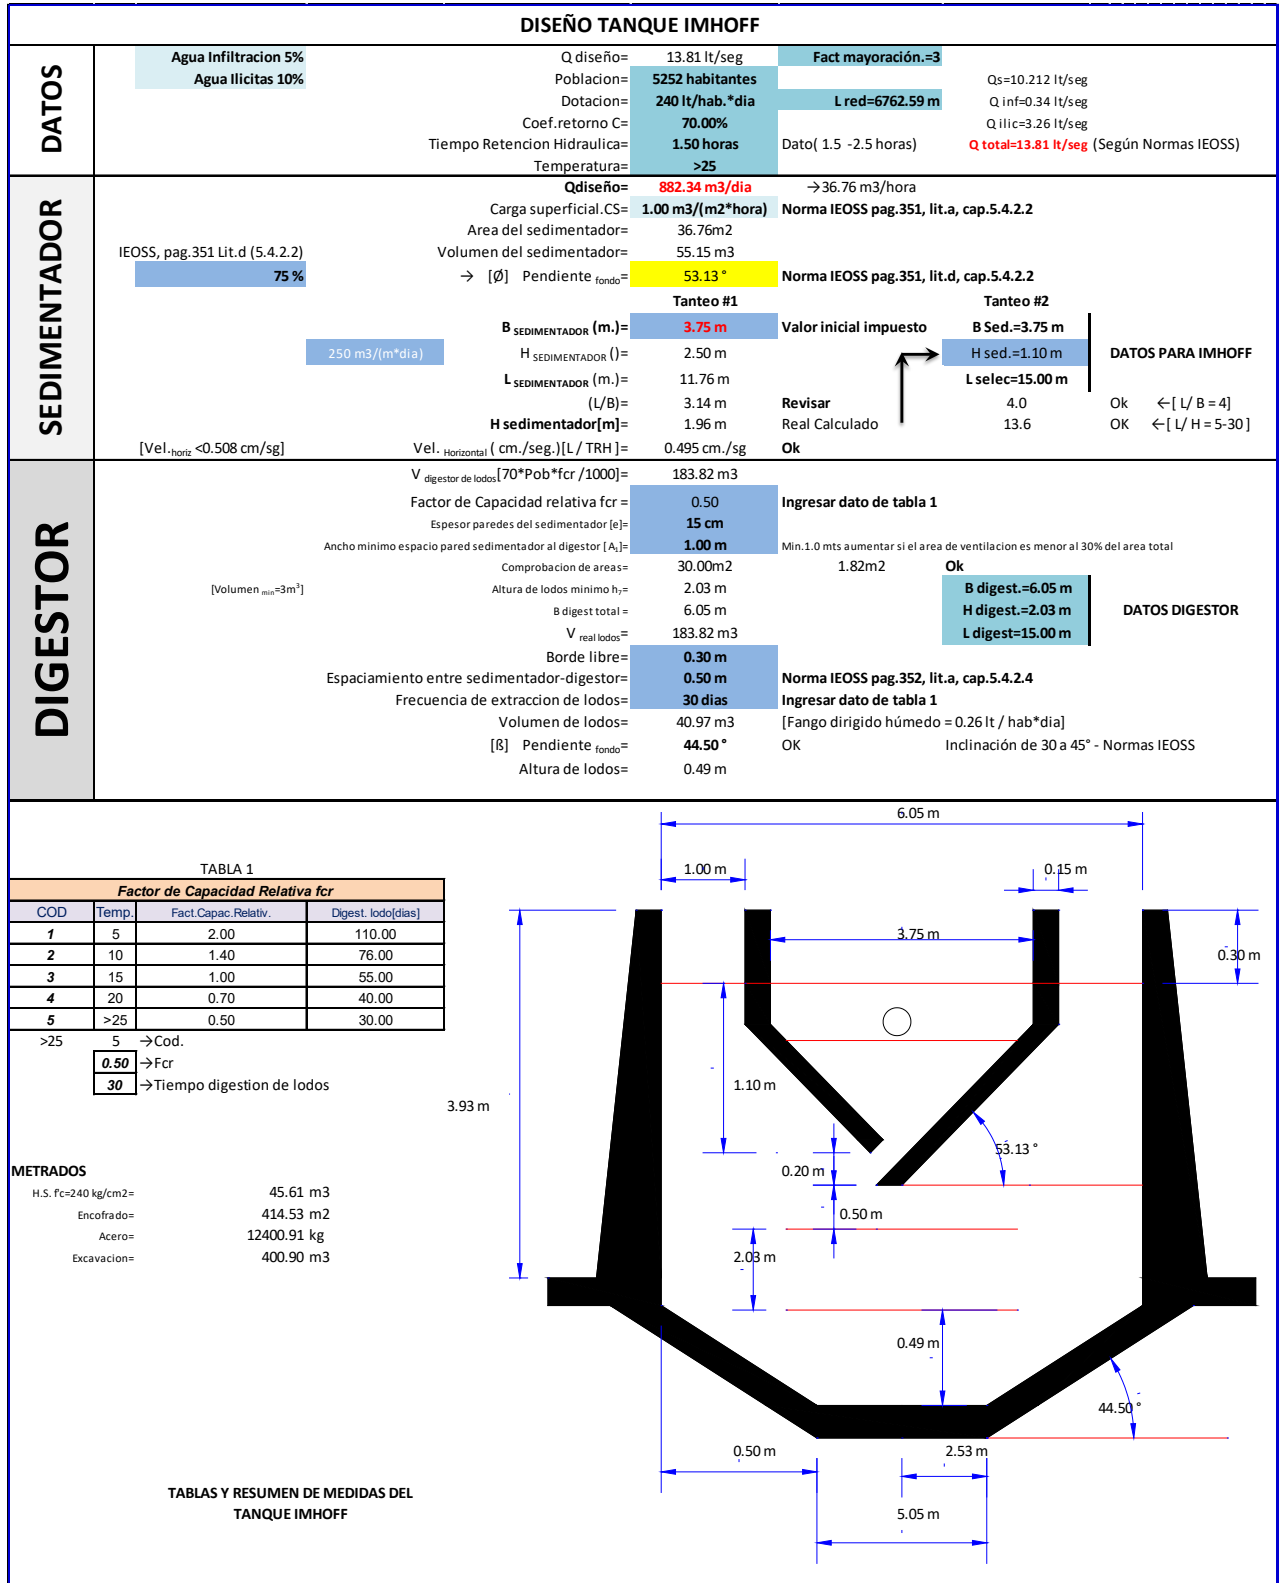 DISEÑO TANQUE IMHOFF
DATOS
Agua Infiltracion 5% Q diseño= 13.81 lt/seg Fact mayoración.=3
Agua Ilicitas 10% Poblacion= 5252 habitantes Qs=10.212 lt/seg
Dotacion= 240 lt/hab.*dia L red=6762.59 m Q inf=0.34 lt/seg
Coef.retorno C= 70.00% Q ilic=3.26 lt/seg
Tiempo Retencion Hidraulica= 1.50 horas Dato( 1.5 -2.5 horas) Q total=13.81 lt/seg (Según Normas IEOSS)
Temperatura= >25
SEDIMENTADOR
Qdiseño= 882.34 m3/dia →36.76 m3/hora
Carga superficial.CS= 1.00 m3/(m2*hora) Norma IEOSS pag.351, lit.a, cap.5.4.2.2
Area del sedimentador= 36.76m2
IEOSS, pag.351 Lit.d (5.4.2.2) Volumen del sedimentador= 55.15 m3
75 % → [Ø] Pendiente fondo= 53.13 ° Norma IEOSS pag.351, lit.d, cap.5.4.2.2
Tanteo #1 Tanteo #2
B SEDIMENTADOR (m.)= 3.75 m Valor inicial impuesto B Sed.=3.75 m
250 m3/(m*dia) H SEDIMENTADOR ()= 2.50 m H sed.=1.10 m DATOS PARA IMHOFF
L SEDIMENTADOR (m.)= 11.76 m L selec=15.00 m
(L/B)= 3.14 m Revisar 4.0 Ok ←[ L/ B = 4]
H sedimentador[m]= 1.96 m Real Calculado 13.6 OK ←[ L/ H = 5-30 ]
[Vel.horiz <0.508 cm/sg] Vel. Horizontal ( cm./seg.)[L / TRH ]= 0.495 cm./sg Ok
DIGESTOR
V digestor de lodos[70*Pob*fcr /1000]= 183.82 m3
Factor de Capacidad relativa fcr = 0.50 Ingresar dato de tabla 1
Espesor paredes del sedimentador [e]= 15 cm
Ancho minimo espacio pared sedimentador al digestor [A₁]= 1.00 m Min.1.0 mts aumentar si el area de ventilacion es menor al 30% del area total
Comprobacion de areas= 30.00m2 1.82m2 Ok
[Volumen min=3m³] Altura de lodos minimo h₇= 2.03 m B digest.=6.05 m
B digest total = 6.05 m H digest.=2.03 m DATOS DIGESTOR
V real lodos= 183.82 m3 L digest=15.00 m
Borde libre= 0.30 m
Espaciamiento entre sedimentador-digestor= 0.50 m Norma IEOSS pag.352, lit.a, cap.5.4.2.4
Frecuencia de extraccion de lodos= 30 dias Ingresar dato de tabla 1
Volumen de lodos= 40.97 m3 [Fango dirigido húmedo = 0.26 lt / hab*dia]
[ß] Pendiente fondo= 44.50 ° OK Inclinación de 30 a 45° - Normas IEOSS
Altura de lodos= 0.49 m
TABLA 1
Factor de Capacidad Relativa fcr
COD Temp. Fact.Capac.Relativ. Digest. lodo[dias]
1 5 2.00 110.00
2 10 1.40 76.00
3 15 1.00 55.00
4 20 0.70 40.00
5 >25 0.50 30.00
>25 5 →Cod.
0.50 →Fcr
30 →Tiempo digestion de lodos
METRADOS
H.S. f'c=240 kg/cm2= 45.61 m3
Encofrado= 414.53 m2
Acero= 12400.91 kg
Excavacion= 400.90 m3
TABLAS Y RESUMEN DE MEDIDAS DEL
TANQUE IMHOFF
6.05 m
1.00 m
0.15 m
3.75 m
0.30 m
1.10 m
3.93 m
53.13 °
0.20 m
0.50 m
2.03 m
0.49 m
44.50 °
0.50 m
2.53 m
5.05 m